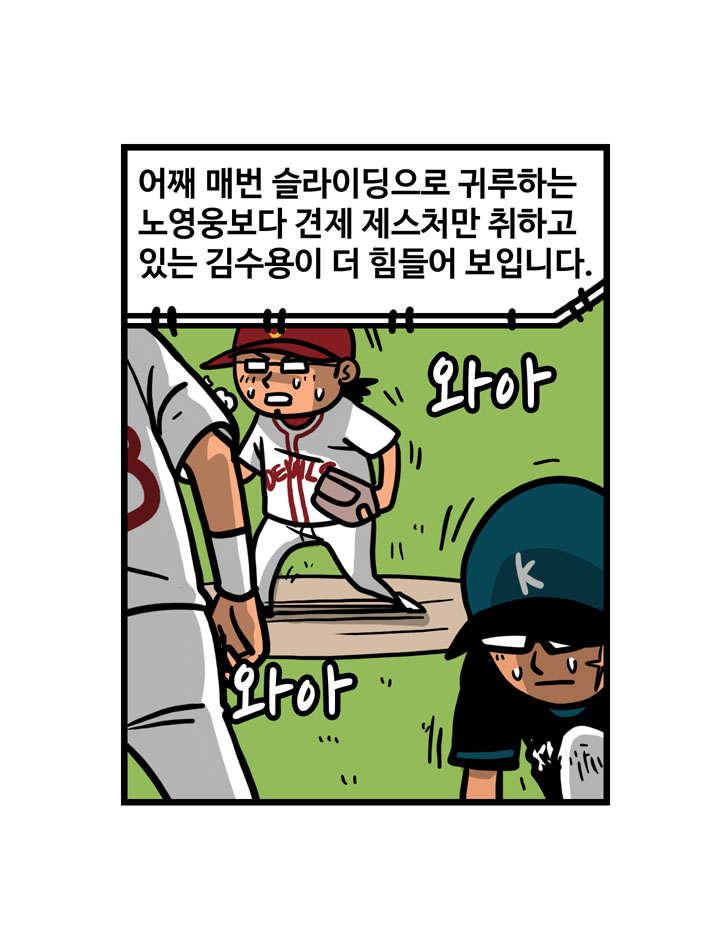 어째 매번 슬라이딩으로 귀루하는
노영웅보다 견제 제스처만 취하고
있는 김수용이 더 힘들어 보입니다.
와아
DEVILS
K
와아